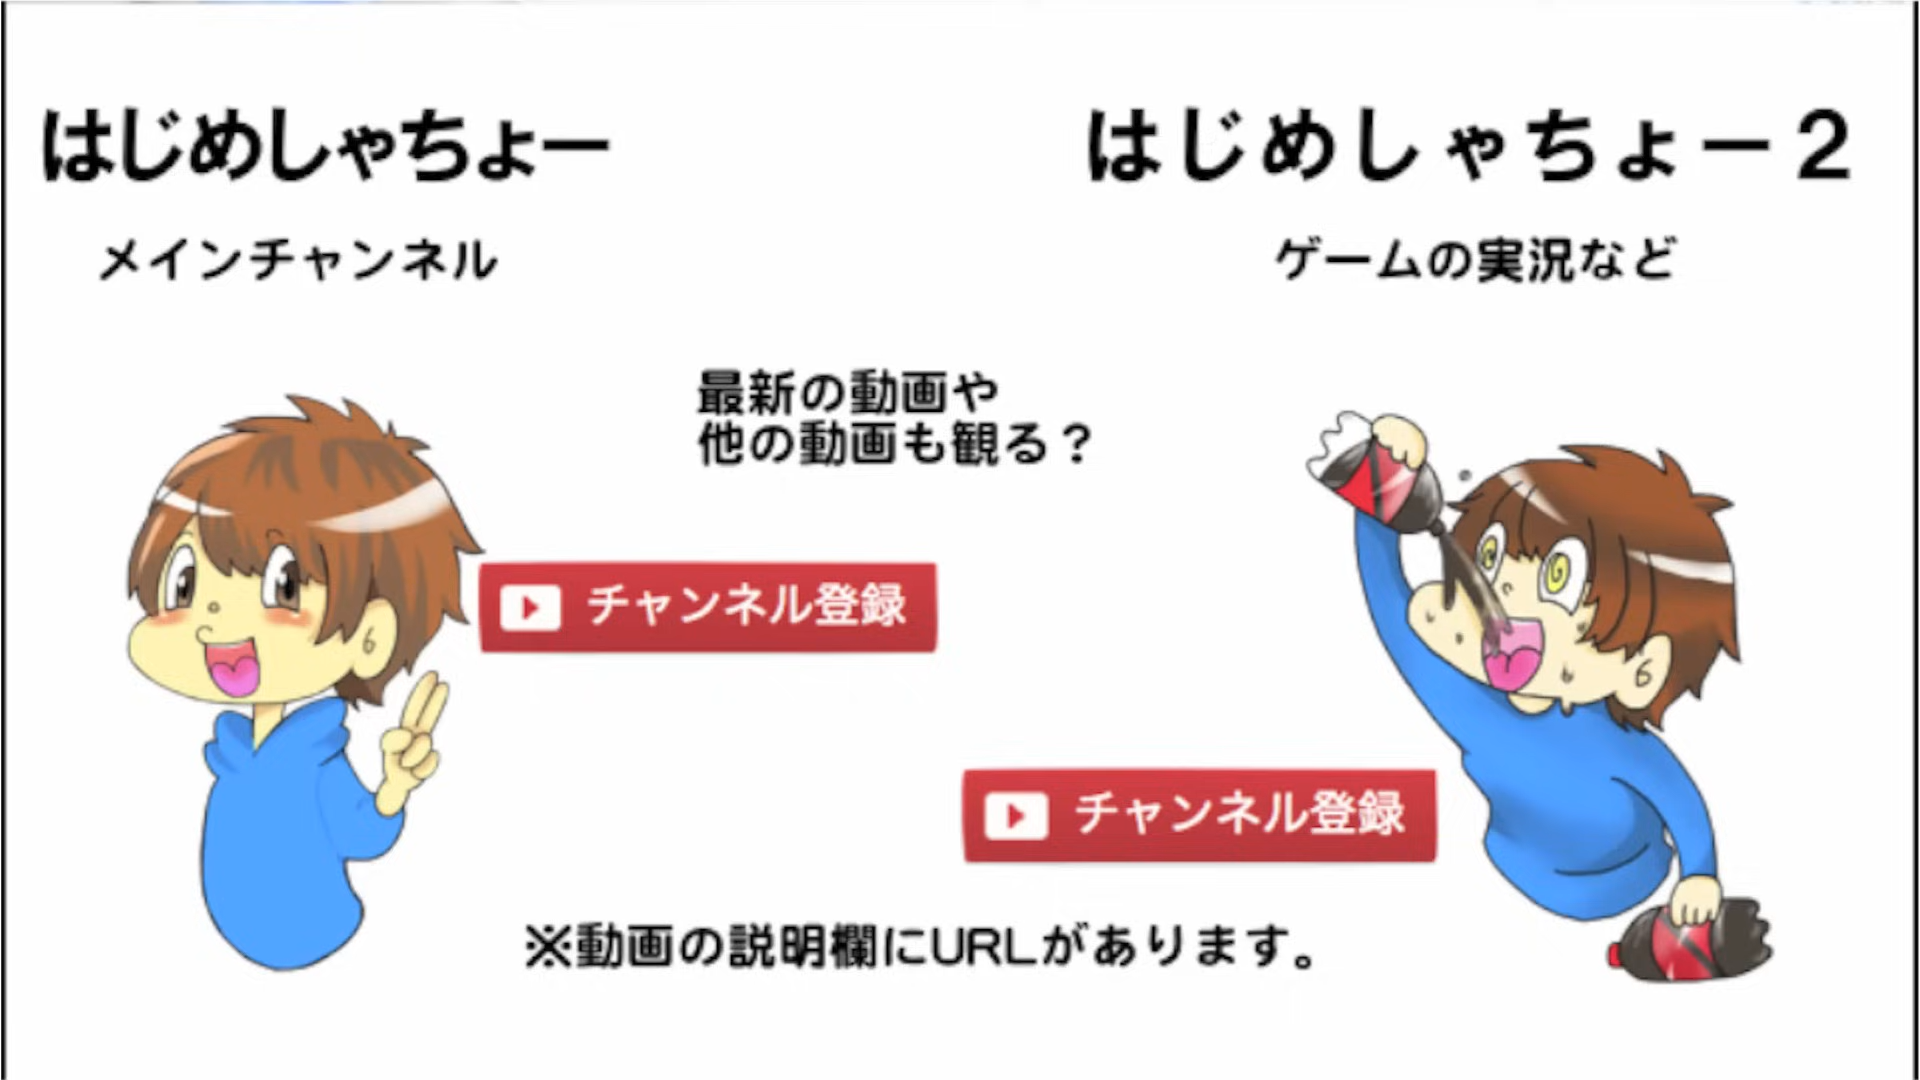 はじめしゃちょー
はじめしゃちょー２
メインチャンネル
ゲームの実況など
最新の動画や
他の動画も観る？
チャンネル登録
チャンネル登録
※動画の説明欄にURLがあります。